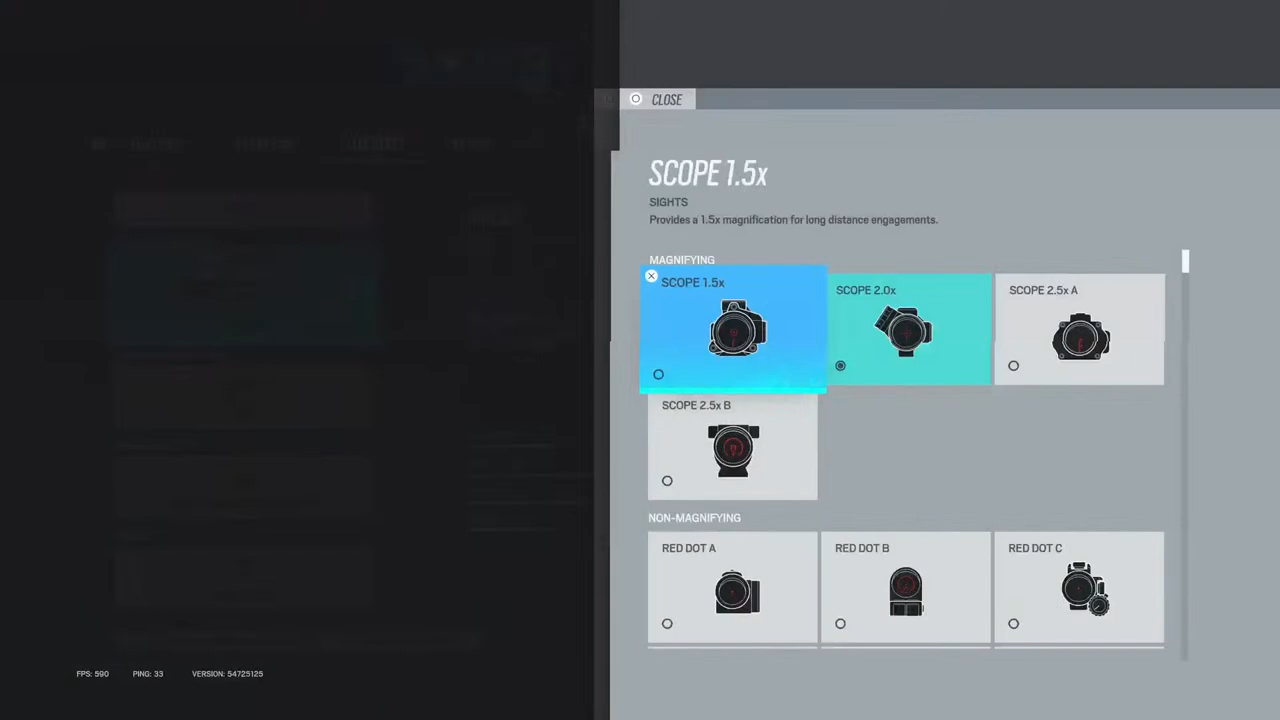 CLOSE
SCOPE 1.5x
SIGHTS
Provides a 1.5x magnification for long distance engagements.
MAGNIFYING
SCOPE 1.5x
SCOPE 2.0x
SCOPE 2.5x A
SCOPE 2.5x B
NON-MAGNIFYING
RED DOT A
RED DOT B
RED DOT C
FPS: 590
PING: 33
VERSION: 54725125